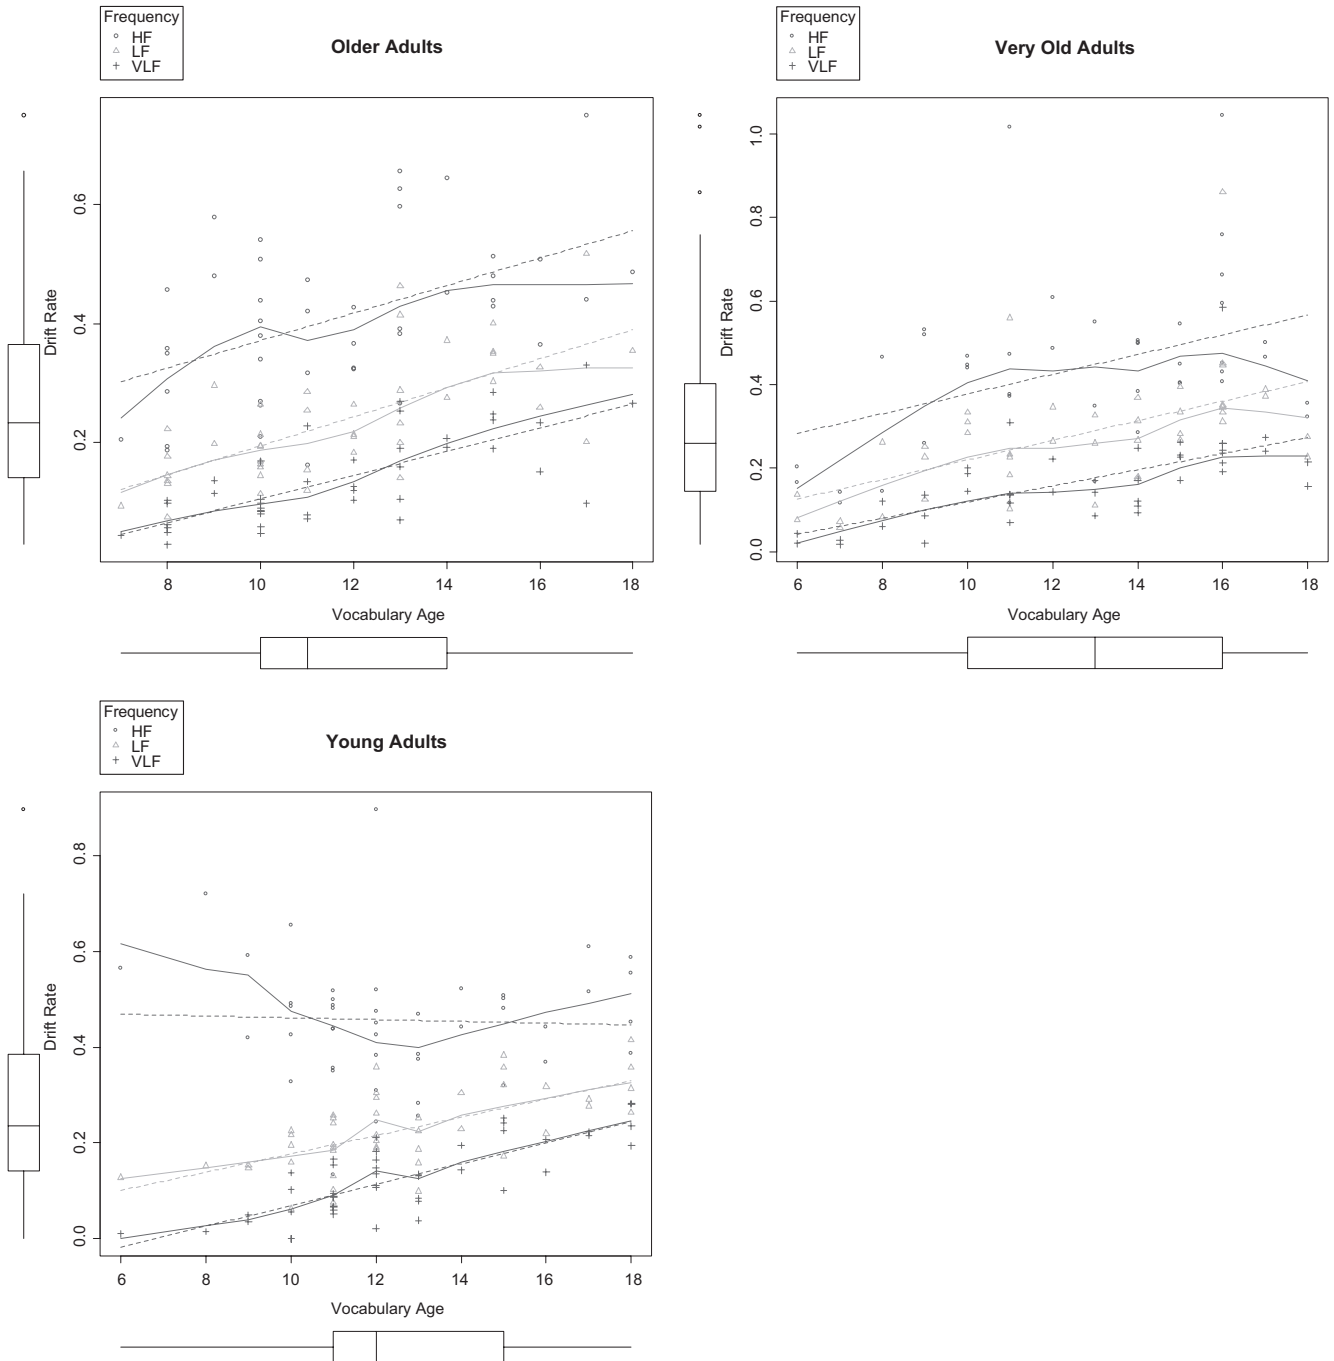 Frequency
HF
LF
VLF
Older Adults
Drift Rate
0.2
0.4
0.6
8 10 12 14 16 18
Vocabulary Age
Frequency
HF
LF
VLF
Very Old Adults
Drift Rate
0.0
0.2
0.4
0.6
0.8
1.0
6 8 10 12 14 16 18
Vocabulary Age
Frequency
HF
LF
VLF
Young Adults
Drift Rate
0.0
0.2
0.4
0.6
0.8
6 8 10 12 14 16 18
Vocabulary Age